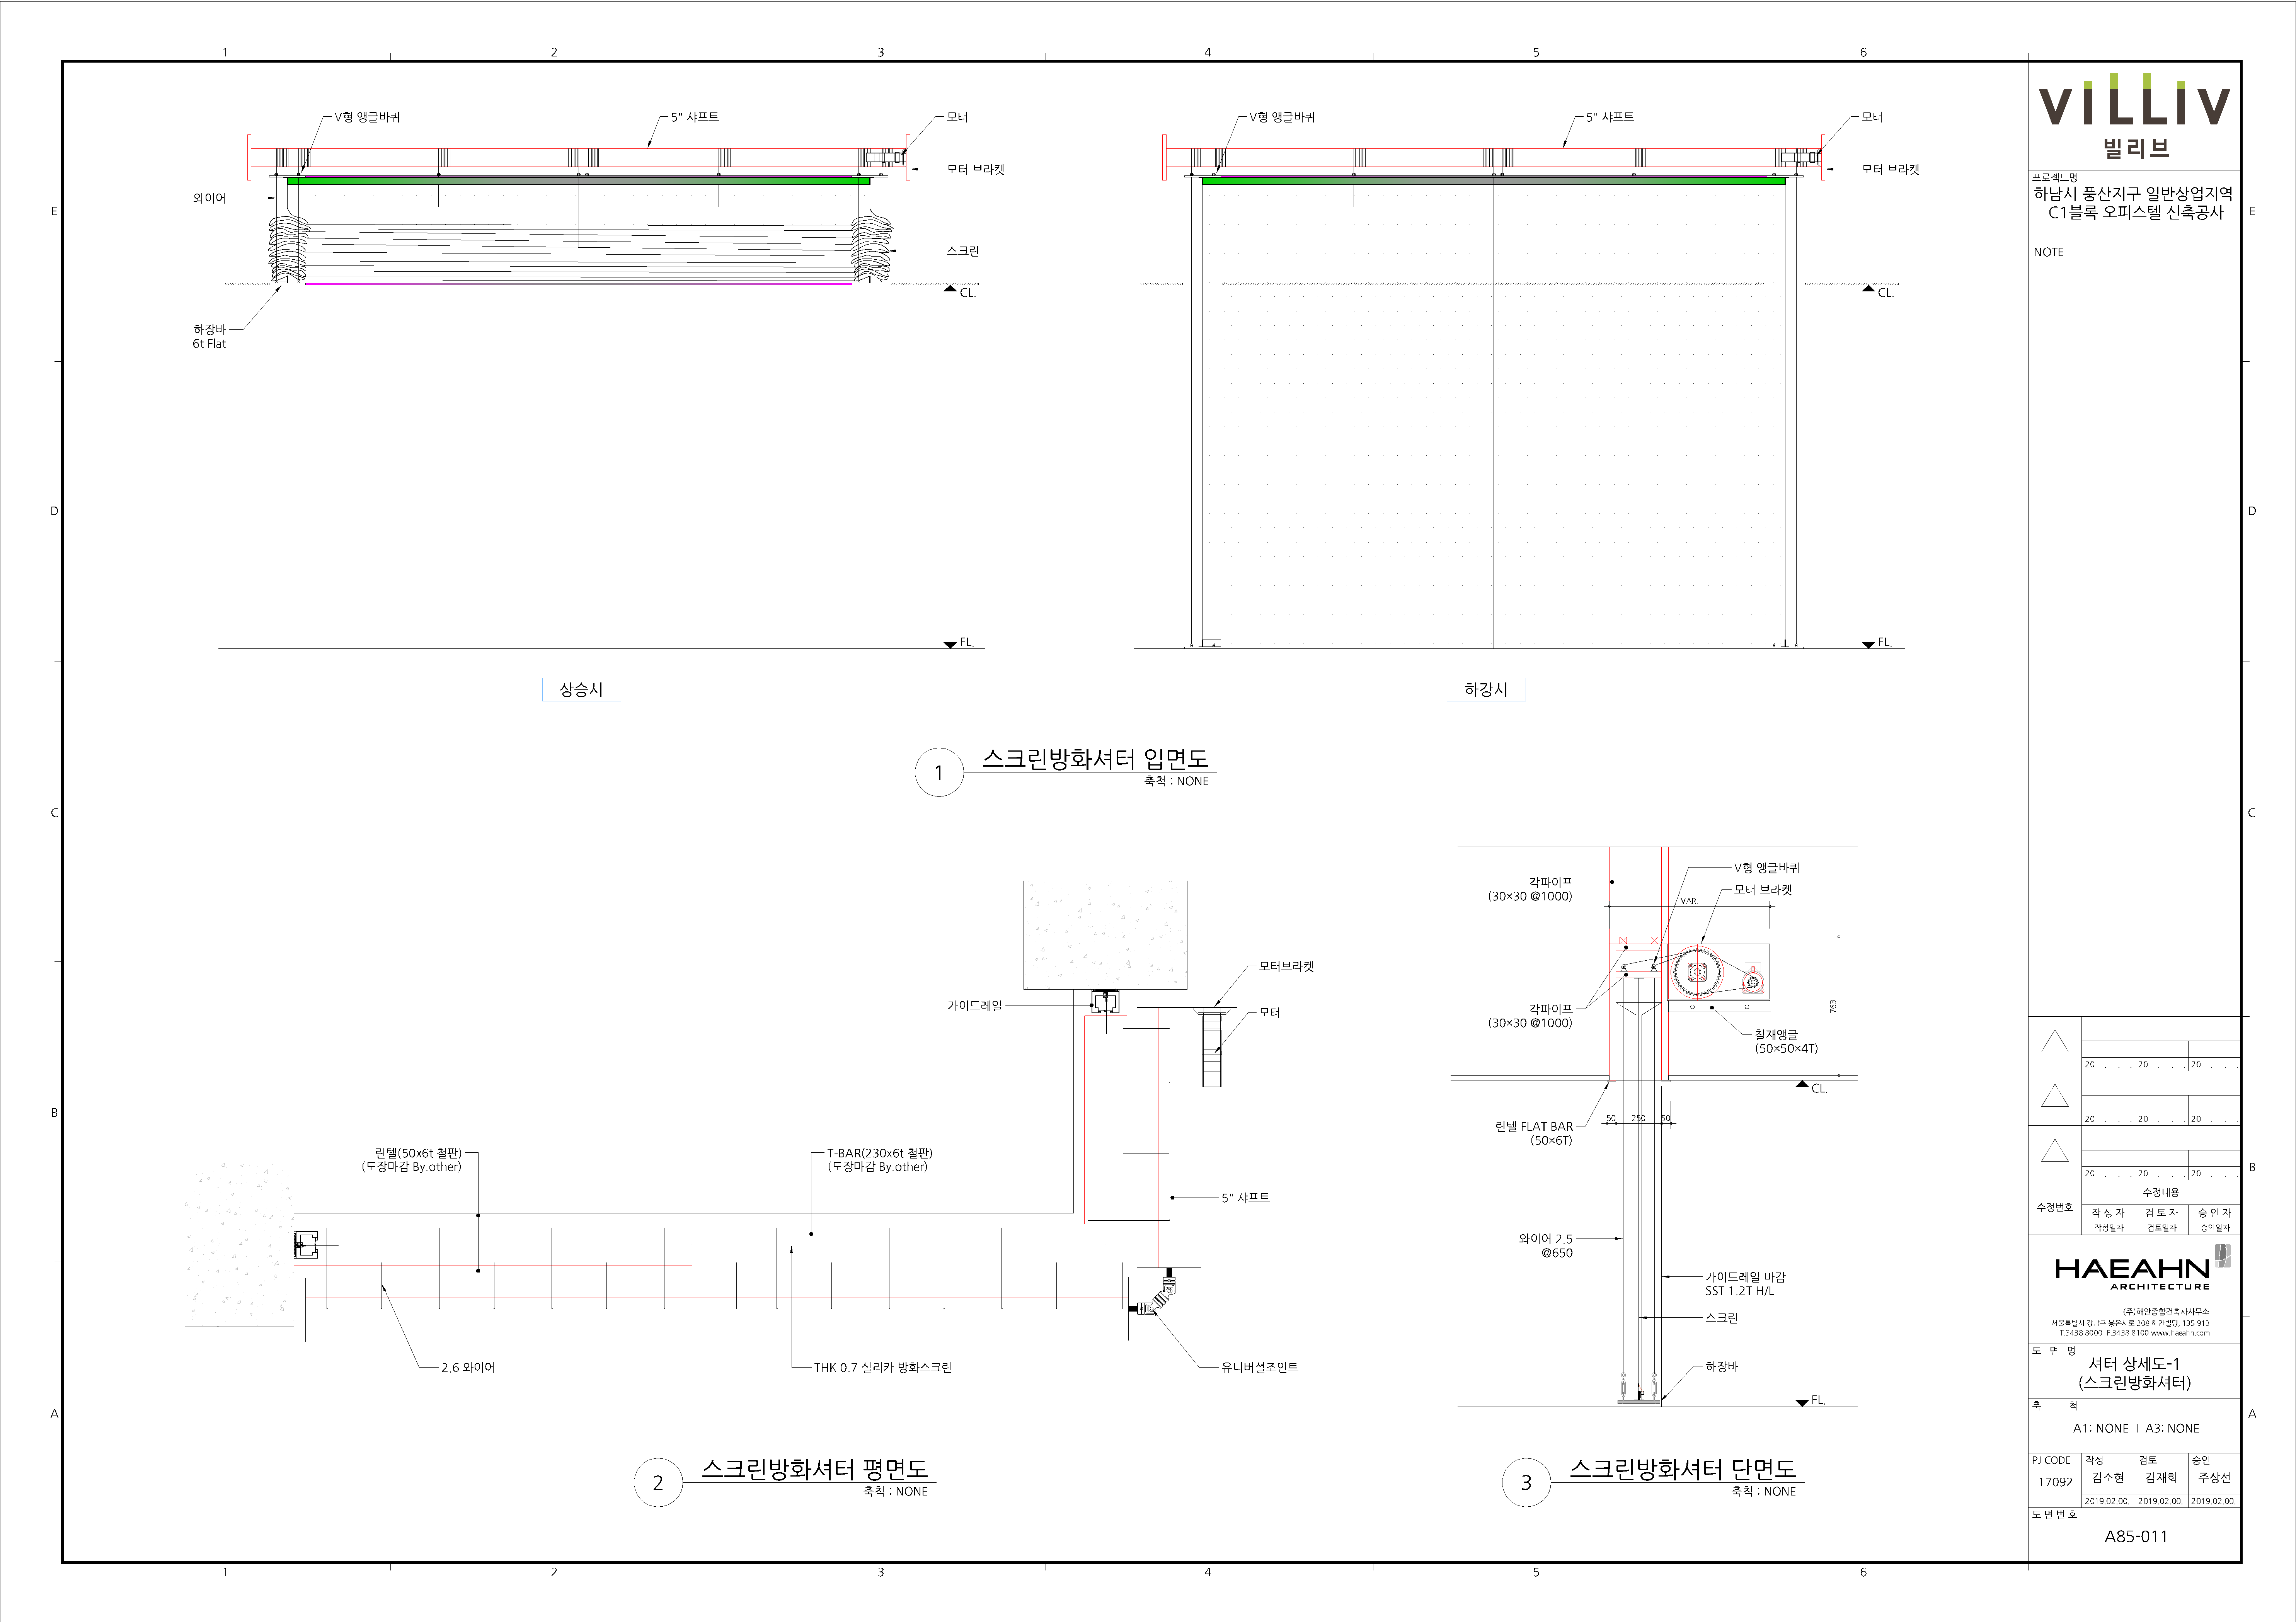 1 2 3 4 5 6
V형 앵글바퀴
5" 샤프트
모터
모터 브라켓
와이어
스크린
CL.
하장바
6t Flat
FL.
상승시
V형 앵글바퀴
5" 샤프트
모터
모터 브라켓
CL.
FL.
하강시
1
스크린방화셔터 입면도
축척 : NONE
가이드레일
모터브라켓
모터
린텔(50x6t 철판)
(도장마감 By.other)
T-BAR(230x6t 철판)
(도장마감 By.other)
5" 샤프트
2.6 와이어
THK 0.7 실리카 방화스크린
유니버셜조인트
2
스크린방화셔터 평면도
축척 : NONE
각파이프
(30×30 @1000)
V형 앵글바퀴
모터 브라켓
VAR.
각파이프
(30×30 @1000)
763
철재앵글
(50×50×4T)
CL.
린텔 FLAT BAR
(50×6T)
50 250 50
와이어 2.5
@650
가이드레일 마감
SST 1.2T H/L
스크린
하장바
FL.
3
스크린방화셔터 단면도
축척 : NONE
E
D
C
B
A
E
D
C
B
A
1 2 3 4 5 6
VILLIV
빌리브
프로젝트명
하남시 풍산지구 일반상업지역
C1블록 오피스텔 신축공사
NOTE
20 . . . 20 . . . 20 . . .
20 . . . 20 . . . 20 . . .
20 . . . 20 . . . 20 . . .
수정번호
수정내용
작 성 자 검 토 자 승 인 자
작성일자 검토일자 승인일자
HAEAHN
ARCHITECTURE
(주)해안종합건축사사무소
서울특별시 강남구 봉은사로 208 해안빌딩, 135-913
T.3438 8000 F.3438 8100 www.haeahn.com
도 면 명
셔터 상세도-1
(스크린방화셔터)
축 척
A1: NONE I A3: NONE
PJ CODE 작성 검토 승인
17092 김소현 김재희 주상선
2019.02.00. 2019.02.00. 2019.02.00.
도 면 번 호
A85-011